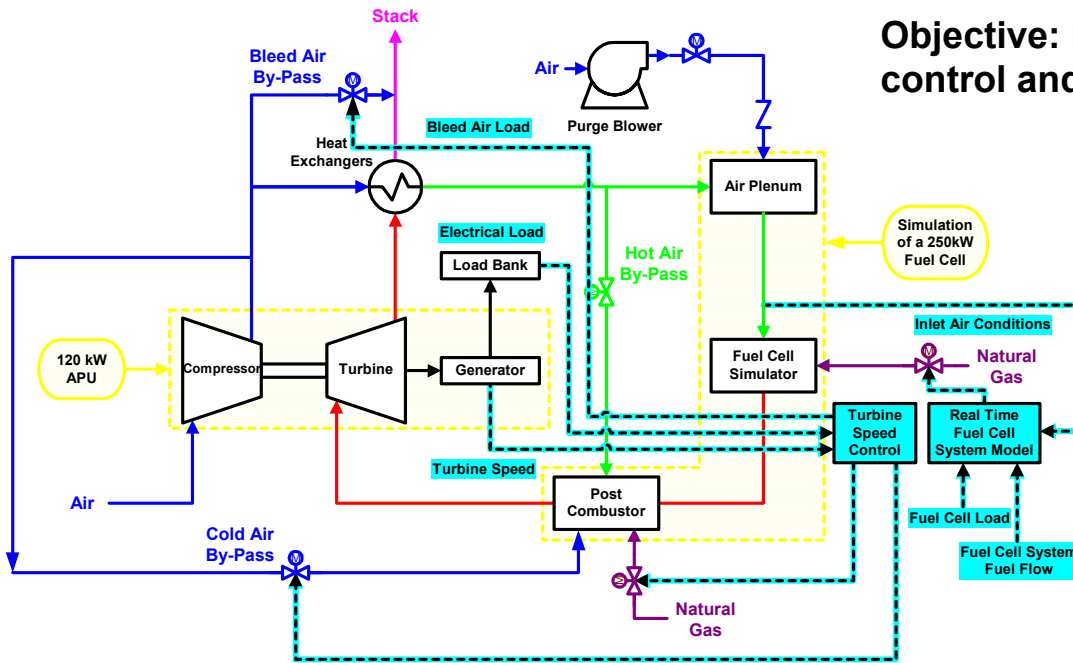 Stack
Objective:
control and
Bleed Air
By-Pass
M
M
Air
Purge Blower
Bleed Air Load
Heat
Exchangers
Air Plenum
Simulation
of a 250kW
Fuel Cell
Electrical Load
Load Bank
Hot Air
By-Pass
M
Inlet Air Conditions
120 kW
APU
Compressor
Turbine
Generator
Fuel Cell
Simulator
M
Natural
Gas
Turbine
Speed
Control
Real Time
Fuel Cell
System Model
Turbine Speed
Air
Post
Combustor
Fuel Cell Load
Cold Air
By-Pass
M
M
Fuel Cell System
Fuel Flow
Natural
Gas